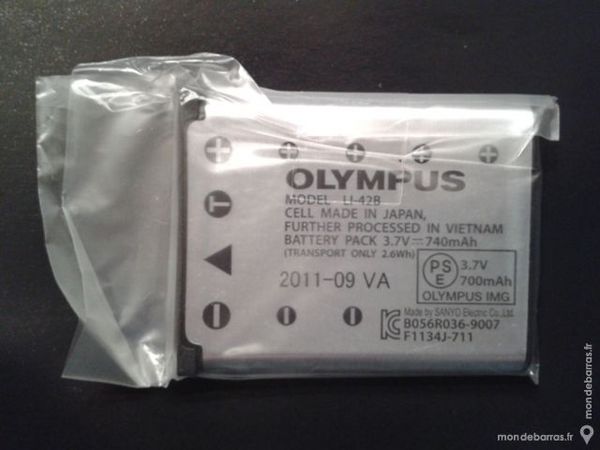 OLYMPUS
MODEL - LI-42B
CELL MADE IN JAPAN,
FURTHER PROCESSED IN VIETNAM
BATTERY PACK 3.7V⎓740mAh
(TRANSPORT ONLY 2.6Wh)
2011-09 VA
PS
E
3.7V
700mAh
OLYMPUS IMG
Made by SANYO Electric Co.,Ltd.
B056R036-9007
F1134J-711
T
mondebarras.fr
mondebarras.fr